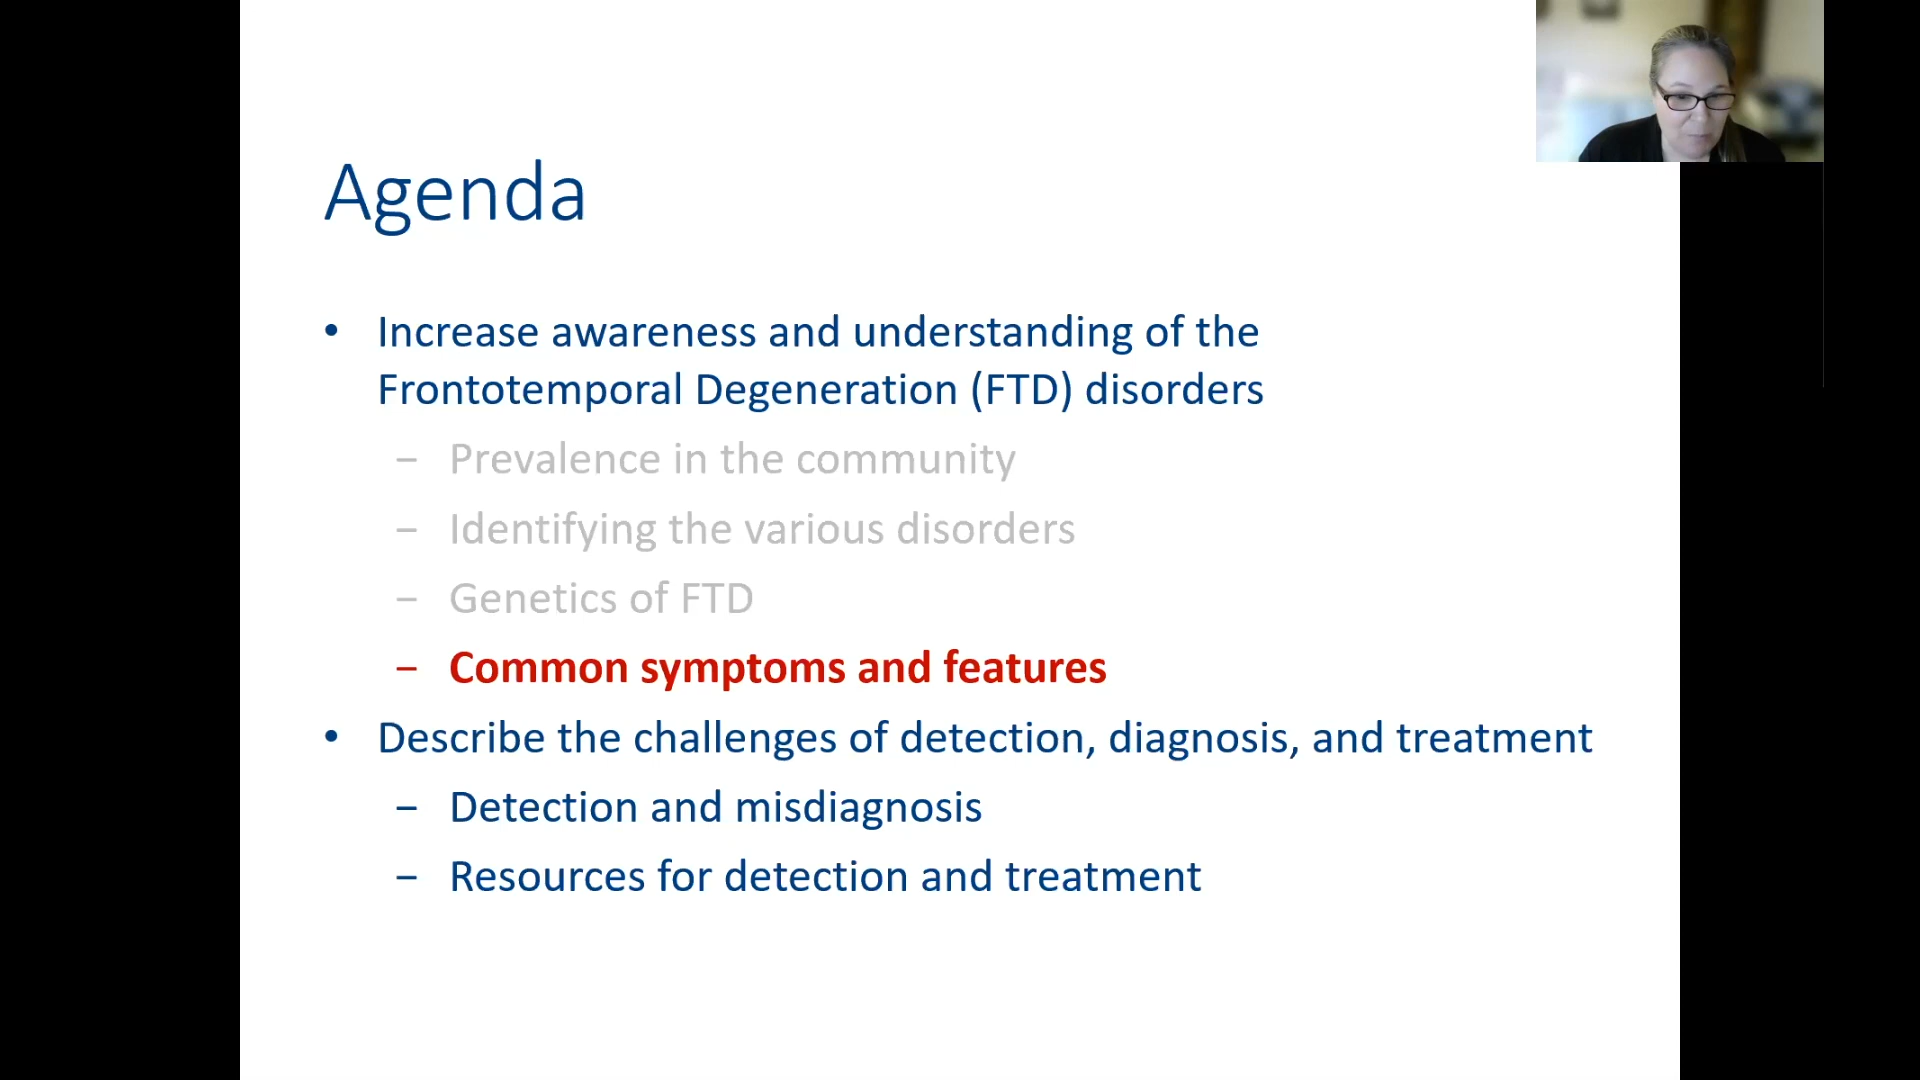 Agenda
• Increase awareness and understanding of the
Frontotemporal Degeneration (FTD) disorders
– Prevalence in the community
– Identifying the various disorders
– Genetics of FTD
– Common symptoms and features
• Describe the challenges of detection, diagnosis, and treatment
– Detection and misdiagnosis
– Resources for detection and treatment